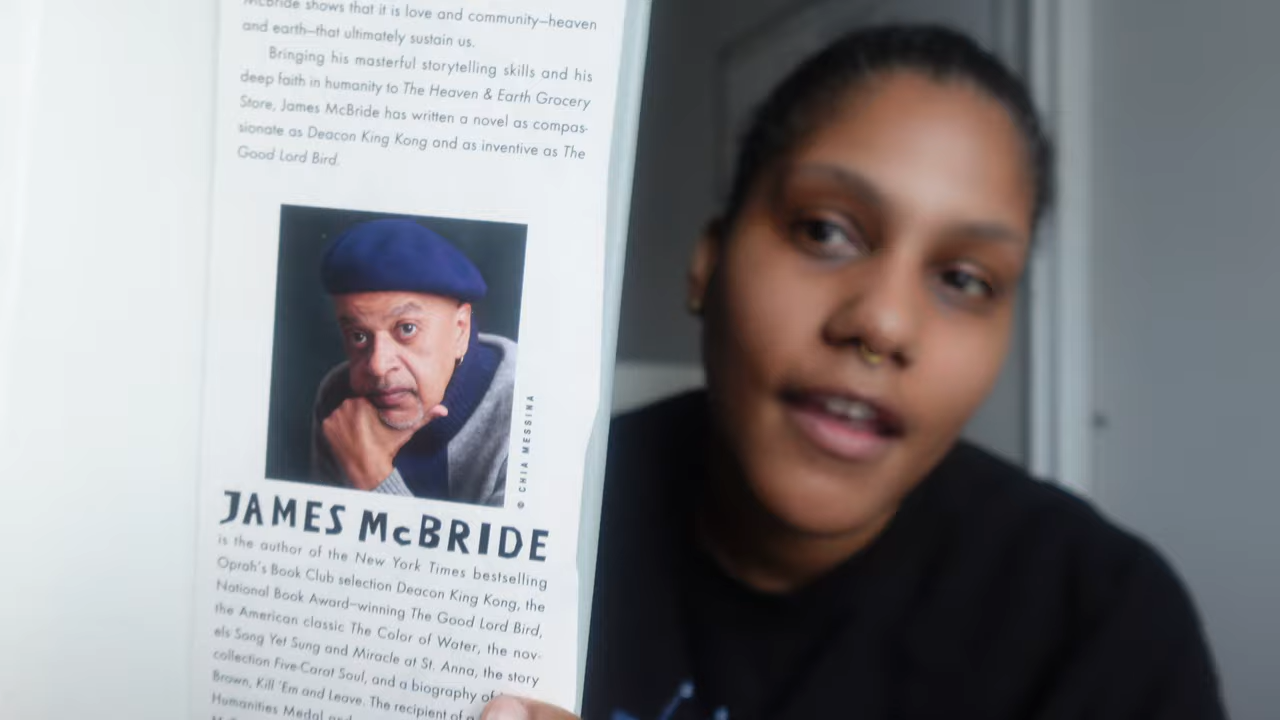 McBride shows that it is love and community—heaven
and earth—that ultimately sustain us.
Bringing his masterful storytelling skills and his
deep faith in humanity to The Heaven & Earth Grocery
Store, James McBride has written a novel as compas-
sionate as Deacon King Kong and as inventive as The
Good Lord Bird.
© CHIA MESSINA
JAMES McBRIDE
is the author of the New York Times bestselling
Oprah's Book Club selection Deacon King Kong, the
National Book Award–winning The Good Lord Bird,
the American classic The Color of Water, the nov-
els Song Yet Sung and Miracle at St. Anna, the story
collection Five-Carat Soul, and a biography of
Brown, Kill 'Em and Leave. The recipient of a
Humanities Medal and